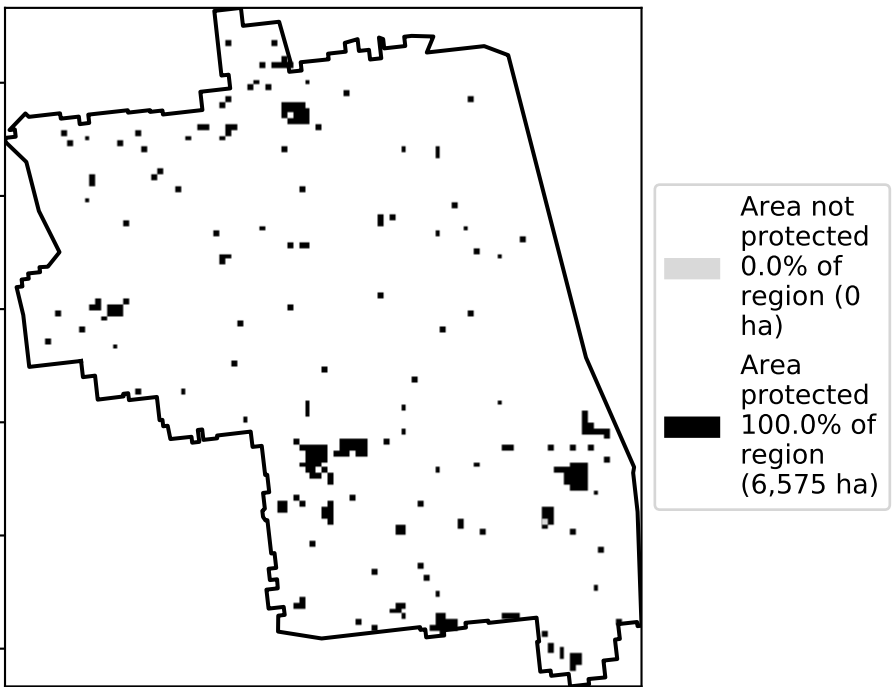 Area not
protected
0.0% of
region (0
ha)
Area
protected
100.0% of
region
(6,575 ha)